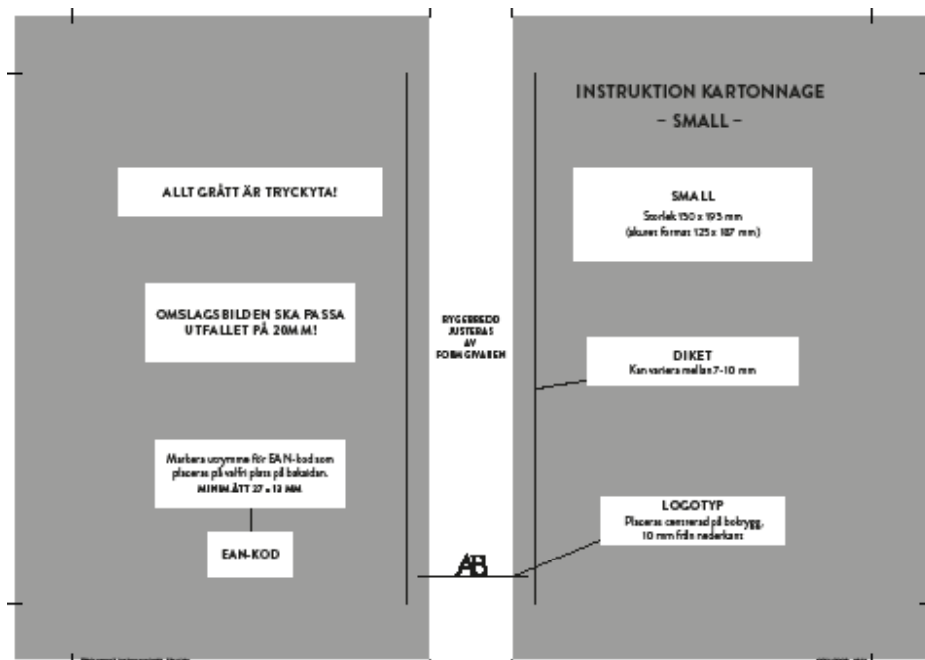 INSTRUKTION KARTONNAGE
– SMALL –
ALLT GRÅTT ÄR TRYCKYTA!
SMALL
Storlek 130 x 193 mm
(skuret format 125 x 187 mm)
OMSLAGSBILDEN SKA PASSA
UTFALLET PÅ 20MM!
RYGGBREDD
JUSTERAS
AV
FORMGIVAREN
DIKET
Kan variera mellan 7-10 mm
Markera utrymme för EAN-kod som
placeras på valfri plats på baksidan.
MINIMÅTT 27 x 13 MM
EAN-KOD
LOGOTYP
Placeras centrerad på bokrygg,
10 mm från nederkant
AB